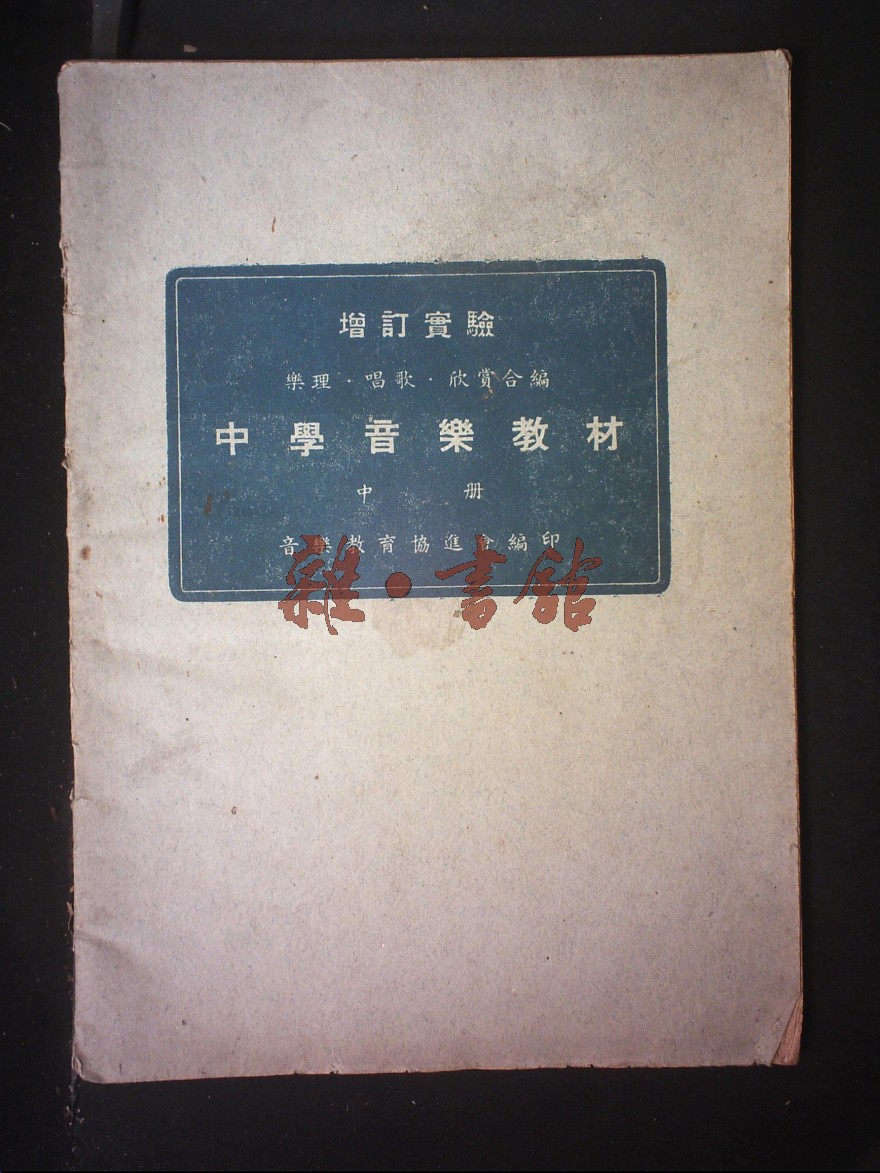 增訂實驗
樂理·唱歌·欣賞合編
中學音樂教材
中册
音樂教育協進會編印
雜·書館